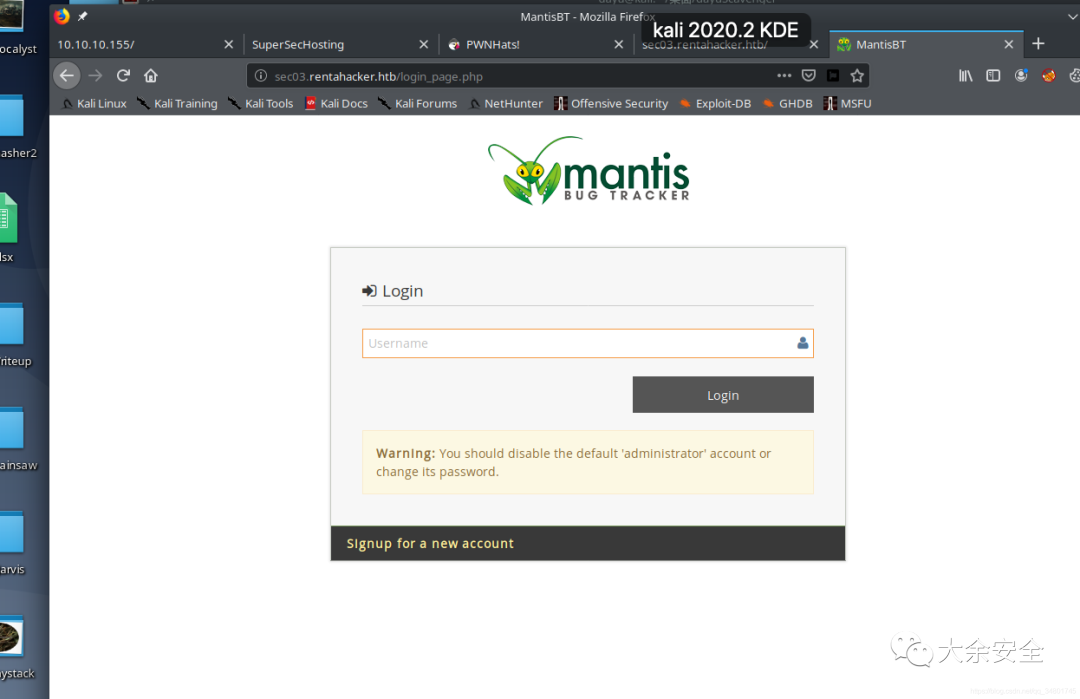 MantisBT - Mozilla Firefox
kali 2020.2 KDE
10.10.10.155/
SuperSecHosting
PWNHats!
sec03.rentahacker.htb/
MantisBT
sec03.rentahacker.htb/login_page.php
Kali Linux
Kali Training
Kali Tools
Kali Docs
Kali Forums
NetHunter
Offensive Security
Exploit-DB
GHDB
MSFU
ocalyst
asher2
lsx
riteup
ainsaw
arvis
ystack
mantis
BUG TRACKER
Login
Username
Login
Warning: You should disable the default 'administrator' account or
change its password.
Signup for a new account
大余安全